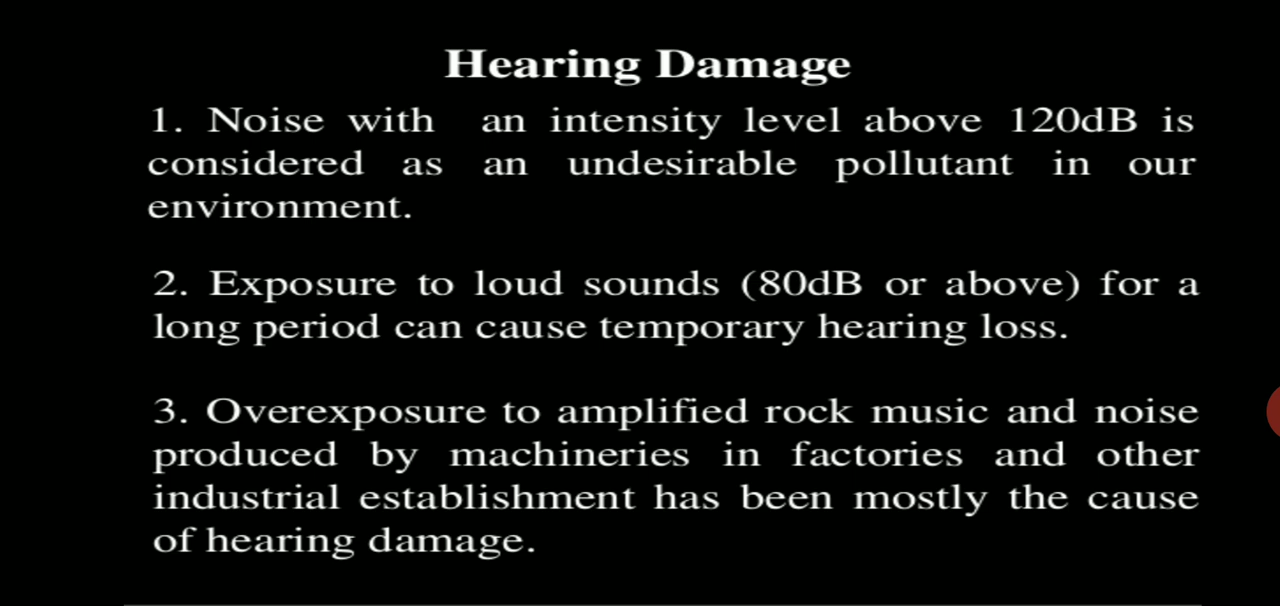 Hearing Damage
1. Noise with an intensity level above 120dB is
considered as an undesirable pollutant in our
environment.
2. Exposure to loud sounds (80dB or above) for a
long period can cause temporary hearing loss.
3. Overexposure to amplified rock music and noise
produced by machineries in factories and other
industrial establishment has been mostly the cause
of hearing damage.